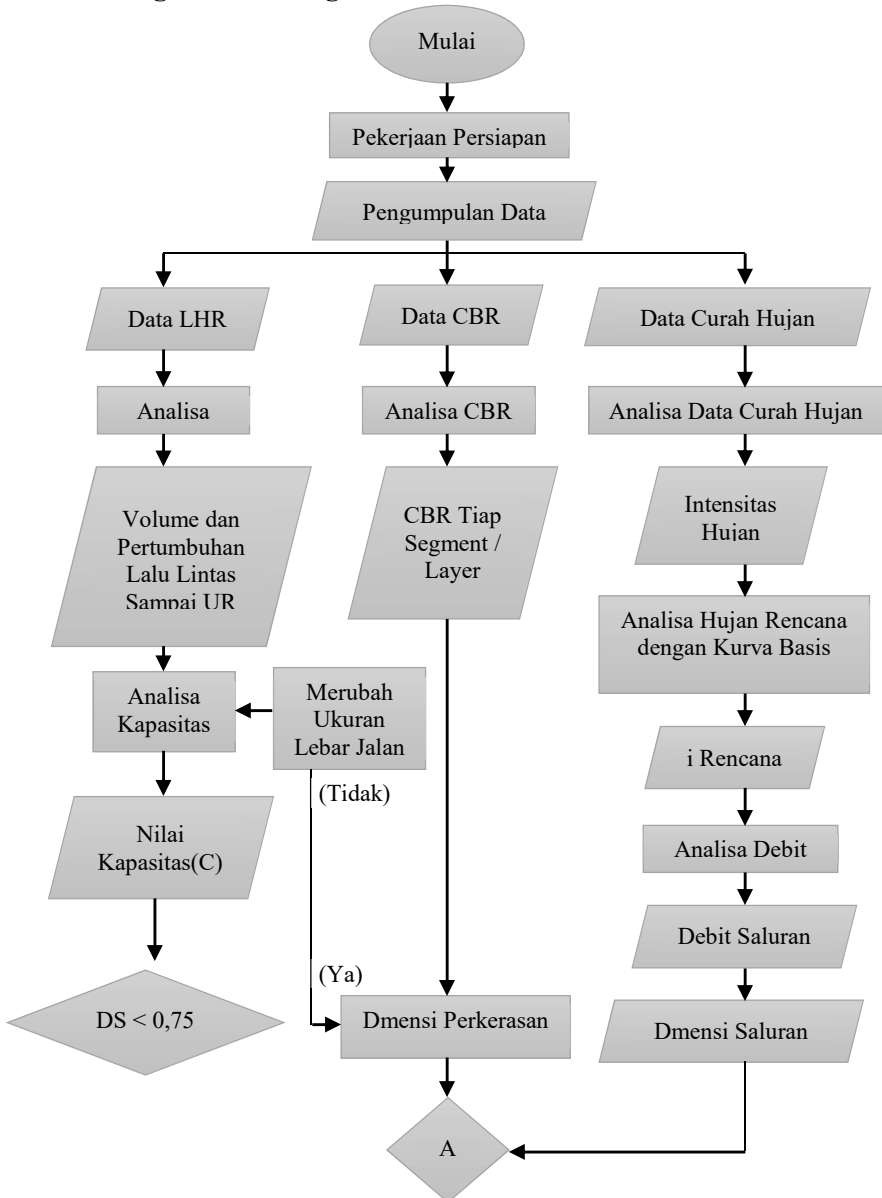 Mulai
Pekerjaan Persiapan
Pengumpulan Data
Data LHR
Data CBR
Data Curah Hujan
Analisa
Analisa CBR
Analisa Data Curah Hujan
Volume dan
Pertumbuhan
Lalu Lintas
Sampai UR
CBR Tiap
Segment /
Layer
Intensitas
Hujan
Analisa Hujan Rencana
dengan Kurva Basis
Analisa
Kapasitas
Merubah
Ukuran
Lebar Jalan
i Rencana
(Tidak)
Nilai
Kapasitas(C)
Analisa Debit
Debit Saluran
(Ya)
DS < 0,75
Dmensi Perkerasan
Dmensi Saluran
A